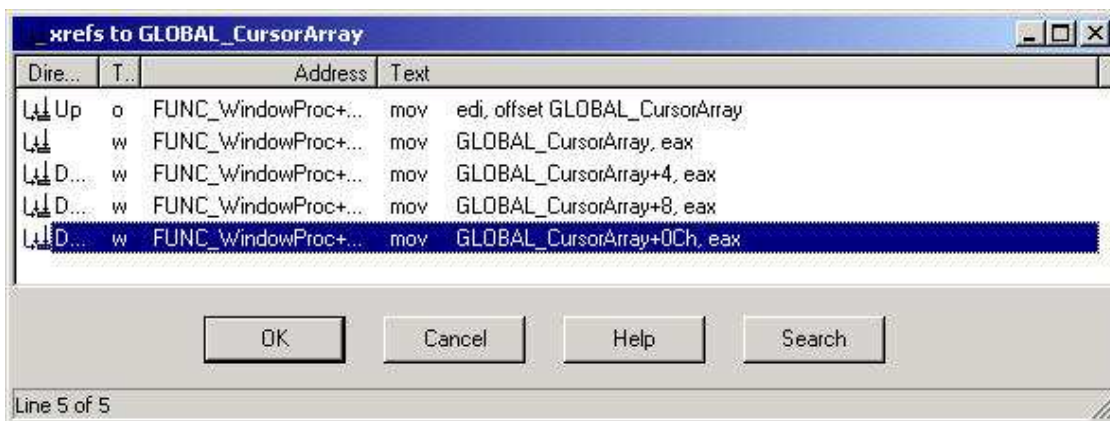 xrefs to GLOBAL_CursorArray
Dire... T.. Address Text
Up o FUNC_WindowProc+... mov edi, offset GLOBAL_CursorArray
w FUNC_WindowProc+... mov GLOBAL_CursorArray, eax
D... w FUNC_WindowProc+... mov GLOBAL_CursorArray+4, eax
D... w FUNC_WindowProc+... mov GLOBAL_CursorArray+8, eax
D... w FUNC_WindowProc+... mov GLOBAL_CursorArray+0Ch, eax
OK Cancel Help Search
Line 5 of 5